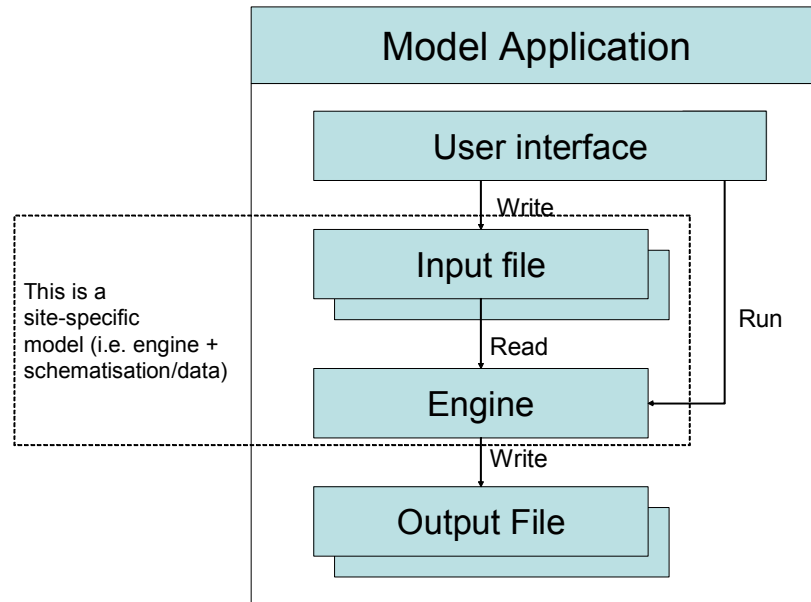 Model Application
User interface
Write
Input file
This is a
site-specific
model (i.e. engine +
schematisation/data)
Run
Read
Engine
Write
Output File